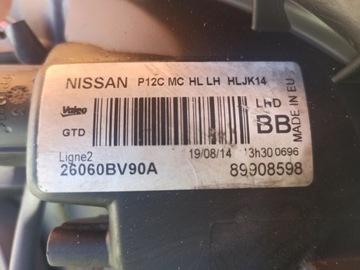 NISSAN P12C MC HL LH HLJK14
Valeo
LHD
GTD
BB
MADE IN EU
Ligne2
19/08/14 13h30 0696
26060BV90A
89908598